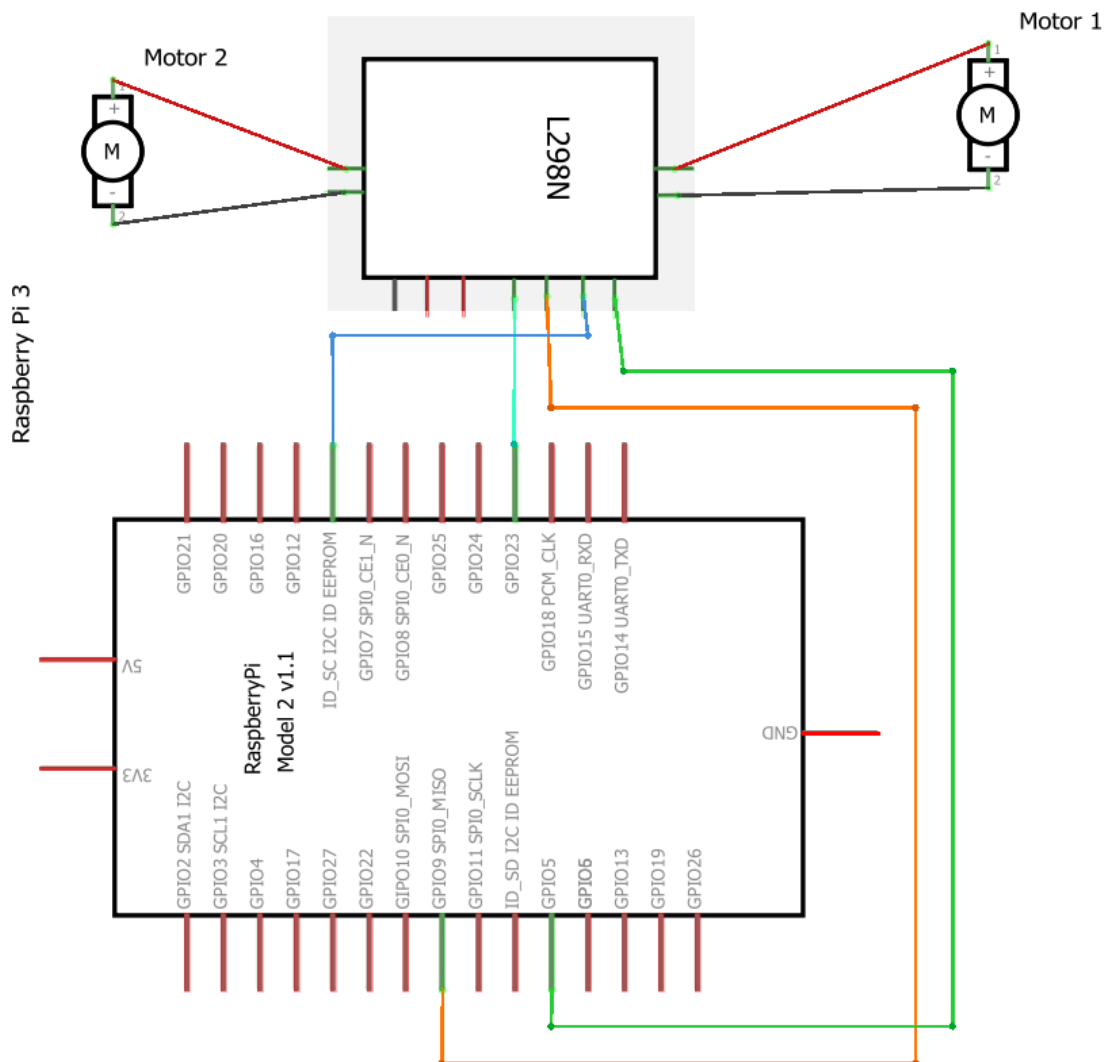 Motor 1
Motor 2
1
+
M
-
2
1
+
M
-
2
L298N
Raspberry Pi 3
GPIO21
GPIO20
GPIO16
GPIO12
ID_SC I2C ID EEPROM
GPIO7 SPI0_CE1_N
GPIO8 SPI0_CE0_N
GPIO25
GPIO24
GPIO23
GPIO18 PCM_CLK
GPIO15 UART0_RXD
GPIO14 UART0_TXD
5V
3V3
RaspberryPi
Model 2 v1.1
GND
GPIO2 SDA1 I2C
GPIO3 SCL1 I2C
GPIO4
GPIO17
GPIO27
GPIO22
GIPO10 SPI0_MOSI
GPIO9 SPI0_MISO
GPIO11 SPI0_SCLK
ID_SD I2C ID EEPROM
GPIO5
GPIO13
GPIO19
GPIO26